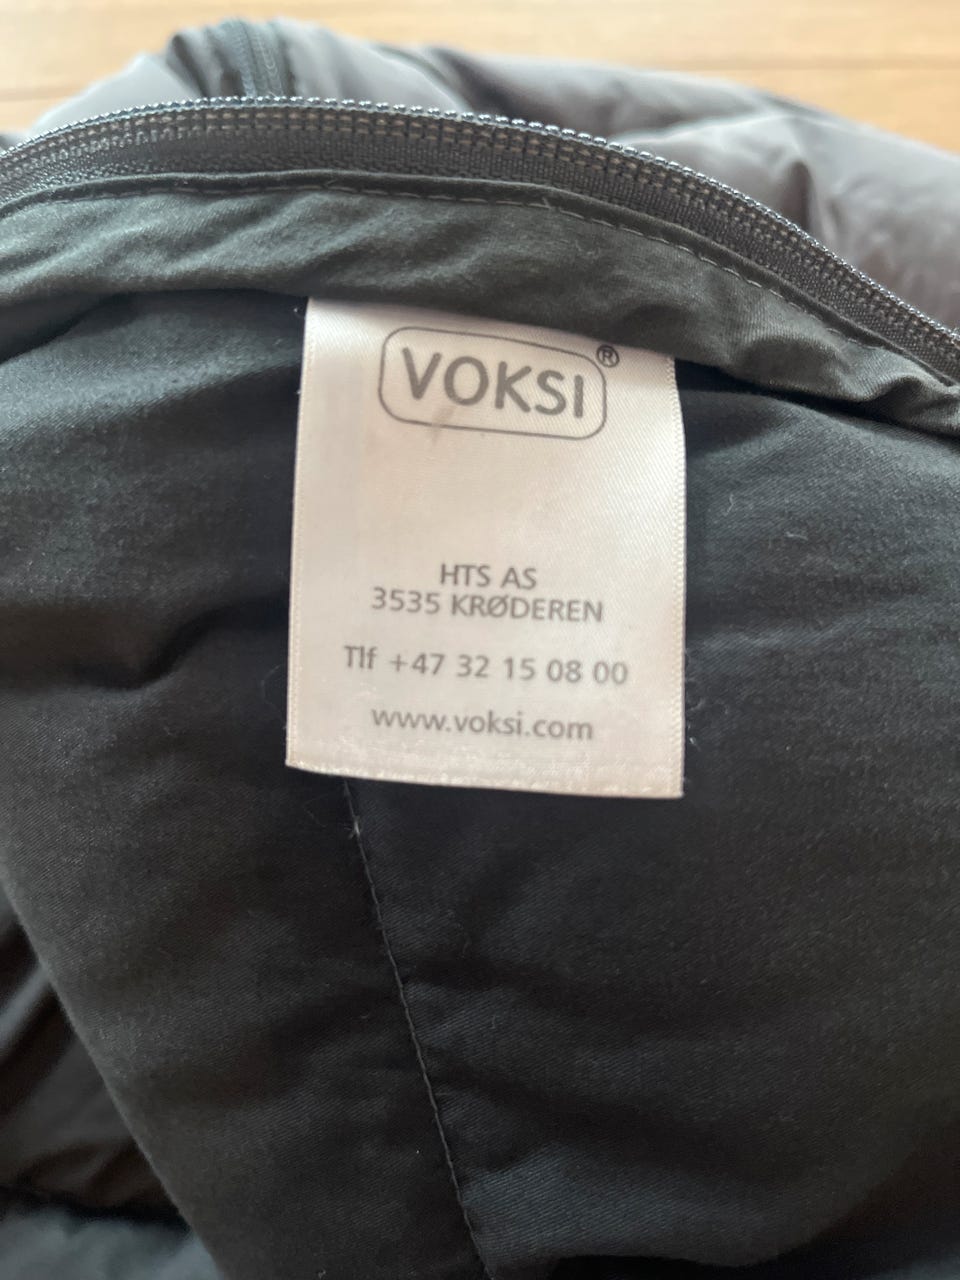 VOKSI®
HTS AS
3535 KRØDEREN
Tlf +47 32 15 08 00
www.voksi.com